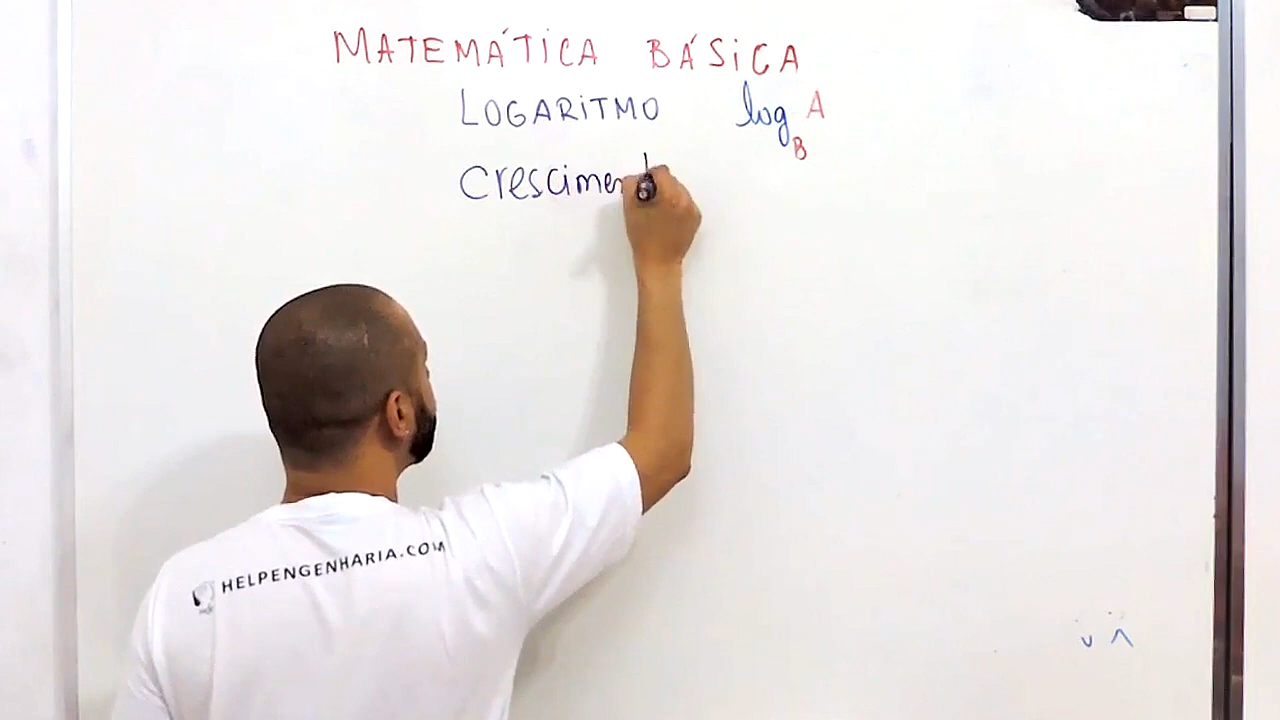 MATEMÁTICA BÁSICA
LOGARITMO log B A
Crescimen
HELPENGENHARIA.COM